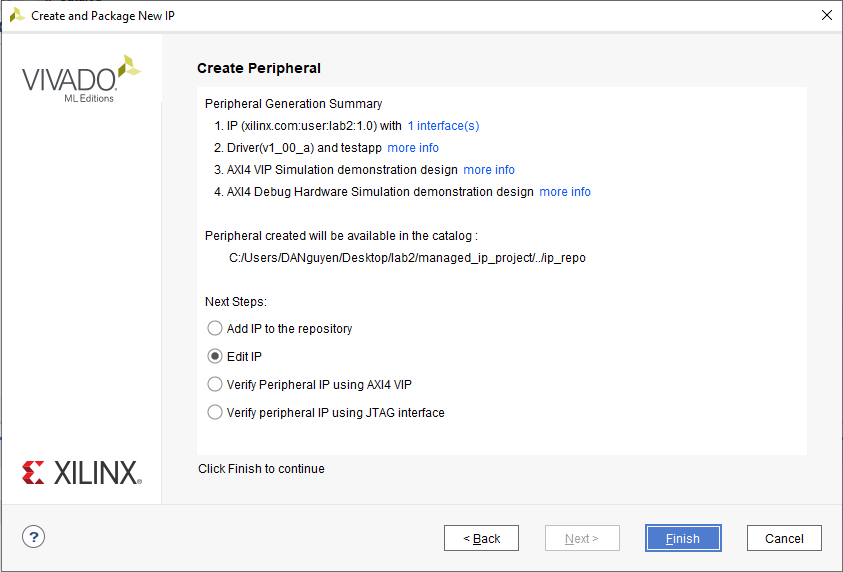 Create and Package New IP
VIVADO
ML Editions
Create Peripheral
Peripheral Generation Summary
1. IP (xilinx.com:user:lab2:1.0) with 1 interface(s)
2. Driver(v1_00_a) and testapp more info
3. AXI4 VIP Simulation demonstration design more info
4. AXI4 Debug Hardware Simulation demonstration design more info
Peripheral created will be available in the catalog :
C:/Users/DANguyen/Desktop/lab2/managed_ip_project/../ip_repo
Next Steps:
Add IP to the repository
Edit IP
Verify Peripheral IP using AXI4 VIP
Verify peripheral IP using JTAG interface
XILINX
Click Finish to continue
?
< Back
Next >
Finish
Cancel